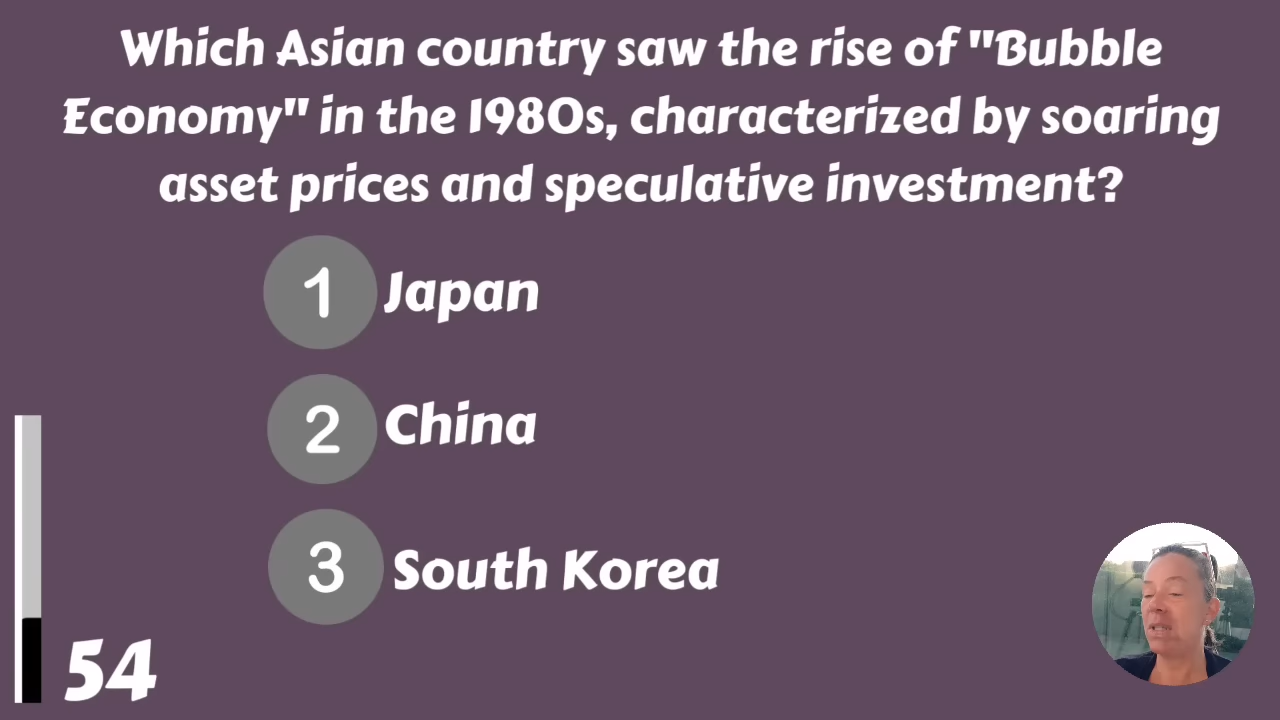 Which Asian country saw the rise of "Bubble
Economy" in the 1980s, characterized by soaring
asset prices and speculative investment?
1 Japan
2 China
3 South Korea
54